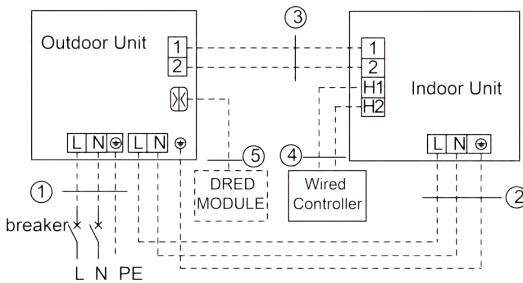 ③
Outdoor Unit
1
2
1
2
H1
H2
Indoor Unit
L N L N
L N
⑤
④
①
②
DRED
MODULE
Wired
Controller
breaker
L N PE